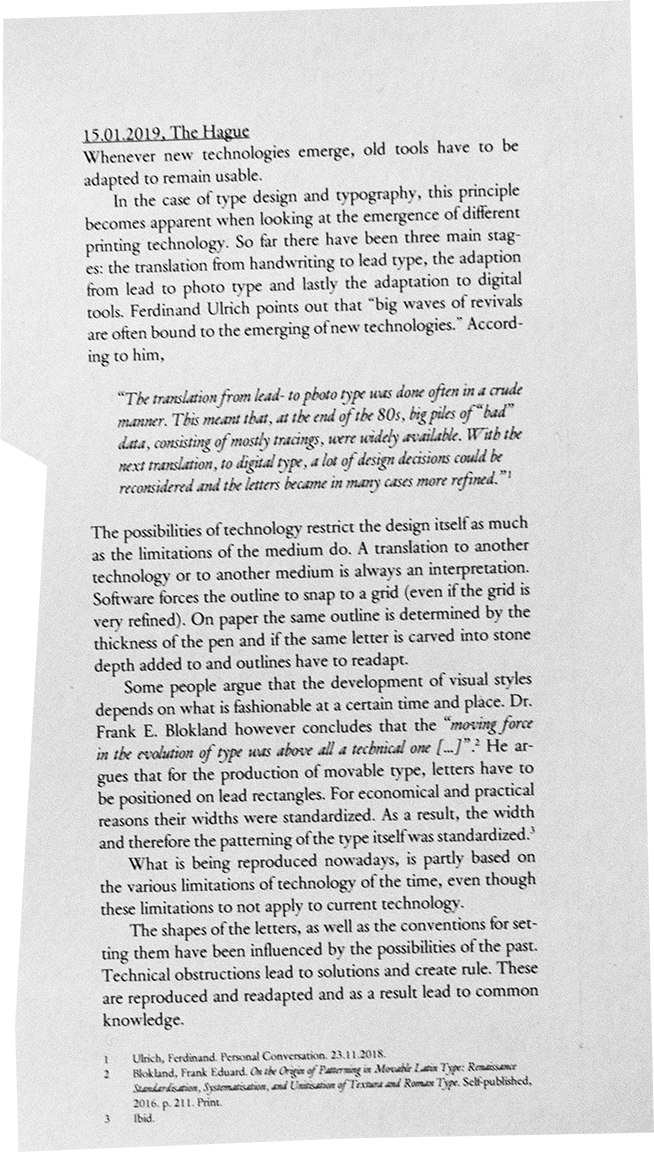 15.01.2019, The Hague
Whenever new technologies emerge, old tools have to be
adapted to remain usable.
In the case of type design and typography, this principle
becomes apparent when looking at the emergence of different
printing technology. So far there have been three main stag-
es: the translation from handwriting to lead type, the adaption
from lead to photo type and lastly the adaptation to digital
tools. Ferdinand Ulrich points out that “big waves of revivals
are often bound to the emerging of new technologies.” Accord-
ing to him,
“The translation from lead- to photo type was done often in a crude
manner. This meant that, at the end of the 80s, big piles of “bad”
data, consisting of mostly tracings, were widely available. With the
next translation, to digital type, a lot of design decisions could be
reconsidered and the letters became in many cases more refined.”1
The possibilities of technology restrict the design itself as much
as the limitations of the medium do. A translation to another
technology or to another medium is always an interpretation.
Software forces the outline to snap to a grid (even if the grid is
very refined). On paper the same outline is determined by the
thickness of the pen and if the same letter is carved into stone
depth added to and outlines have to readapt.
Some people argue that the development of visual styles
depends on what is fashionable at a certain time and place. Dr.
Frank E. Blokland however concludes that the “moving force
in the evolution of type was above all a technical one [...]”.2 He ar-
gues that for the production of movable type, letters have to
be positioned on lead rectangles. For economical and practical
reasons their widths were standardized. As a result, the width
and therefore the patterning of the type itself was standardized.3
What is being reproduced nowadays, is partly based on
the various limitations of technology of the time, even though
these limitations to not apply to current technology.
The shapes of the letters, as well as the conventions for set-
ting them have been influenced by the possibilities of the past.
Technical obstructions lead to solutions and create rule. These
are reproduced and readapted and as a result lead to common
knowledge.
1 Ulrich, Ferdinand. Personal Conversation. 23.11.2018.
2 Blokland, Frank Eduard. On the Origin of Patterning in Movable Latin Type: Renaissance
Standardisation, Systematisation, and Unitisation of Textura and Roman Type. Self-published,
2016. p. 211. Print.
3 Ibid.